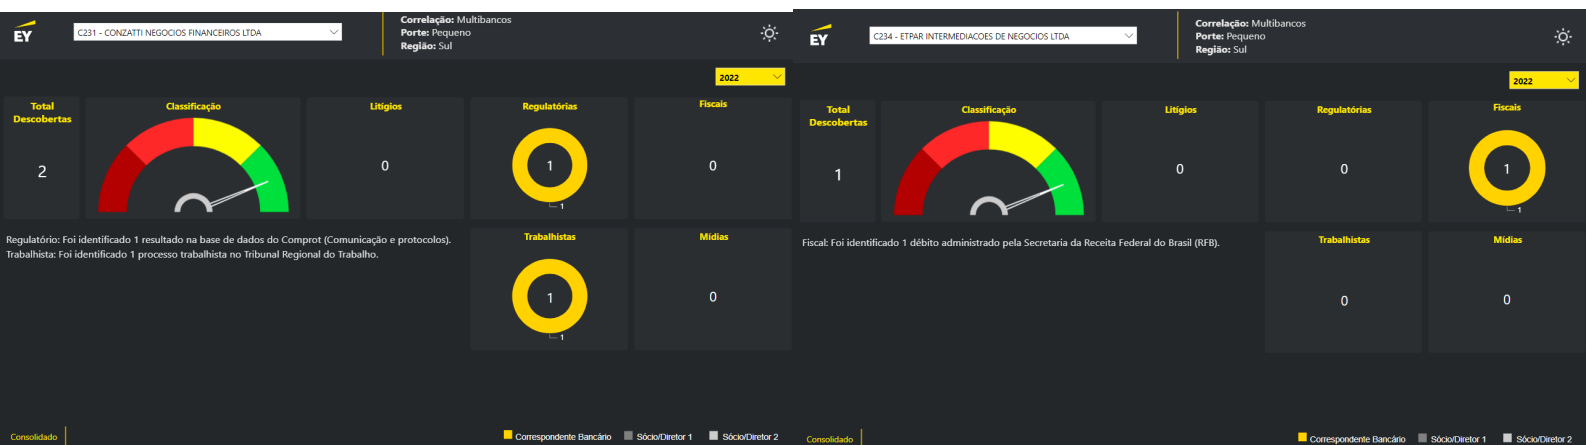 EY
C231 - CONZATTI NEGOCIOS FINANCEIROS LTDA
Correlação: Multibancos
Porte: Pequeno
Região: Sul
2022
Total
Descobertas
2
Classificação
Litígios
0
Regulatórias
1
1
Fiscais
0
Regulatório: Foi identificado 1 resultado na base de dados do Comprot (Comunicação e protocolos).
Trabalhista: Foi identificado 1 processo trabalhista no Tribunal Regional do Trabalho.
Trabalhistas
1
1
Mídias
0
Consolidado
Correspondente Bancário
Sócio/Diretor 1
Sócio/Diretor 2
EY
C234 - ETPAR INTERMEDIACOES DE NEGOCIOS LTDA
Correlação: Multibancos
Porte: Pequeno
Região: Sul
2022
Total
Descobertas
1
Classificação
Litígios
0
Regulatórias
0
Fiscais
1
1
Fiscal: Foi identificado 1 débito administrado pela Secretaria da Receita Federal do Brasil (RFB).
Trabalhistas
0
Mídias
0
Consolidado
Correspondente Bancário
Sócio/Diretor 1
Sócio/Diretor 2